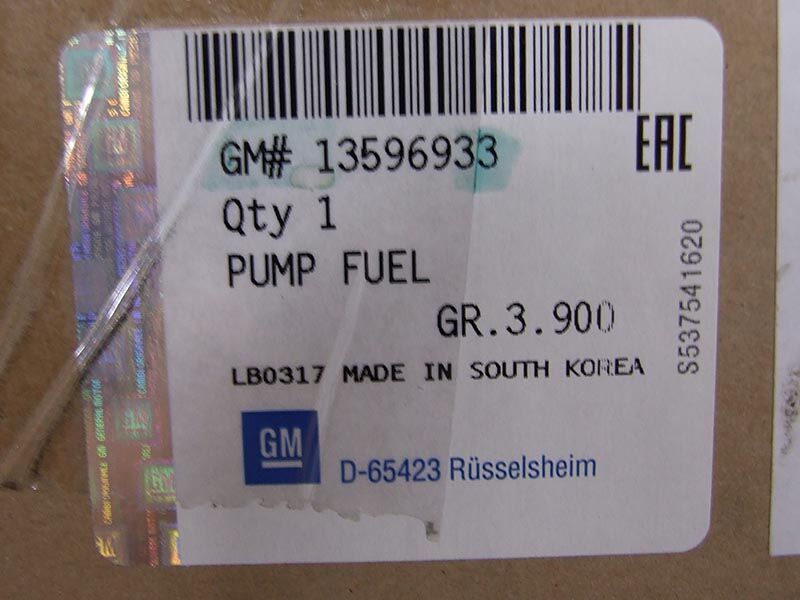 EAC
GM# 13596933
Qty 1
PUMP FUEL
GR.3.900
S537541620
LB0317 MADE IN SOUTH KOREA
GM
D-65423 Rüsselsheim